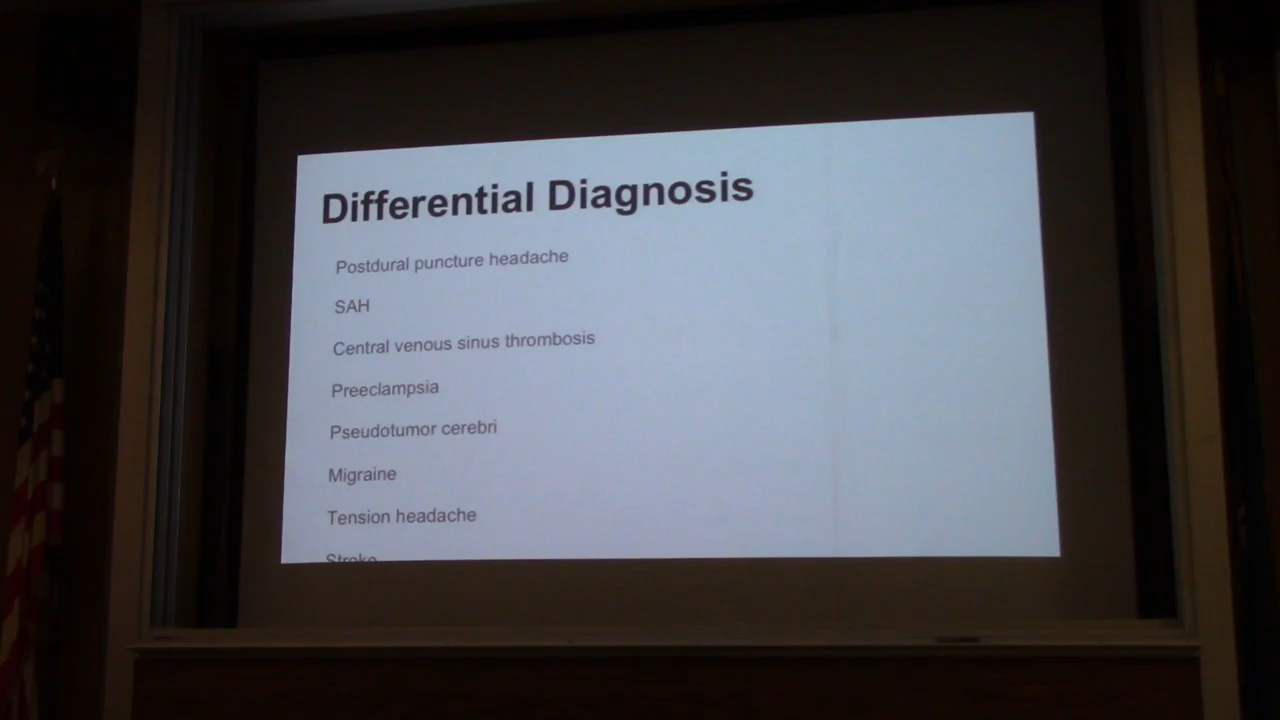 Differential Diagnosis
Postdural puncture headache
SAH
Central venous sinus thrombosis
Preeclampsia
Pseudotumor cerebri
Migraine
Tension headache
Stroke